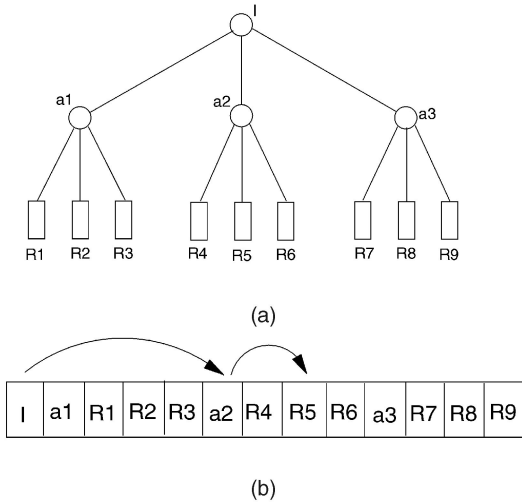 I
a1 a2 a3
R1 R2 R3 R4 R5 R6 R7 R8 R9
(a)
I a1 R1 R2 R3 a2 R4 R5 R6 a3 R7 R8 R9
(b)